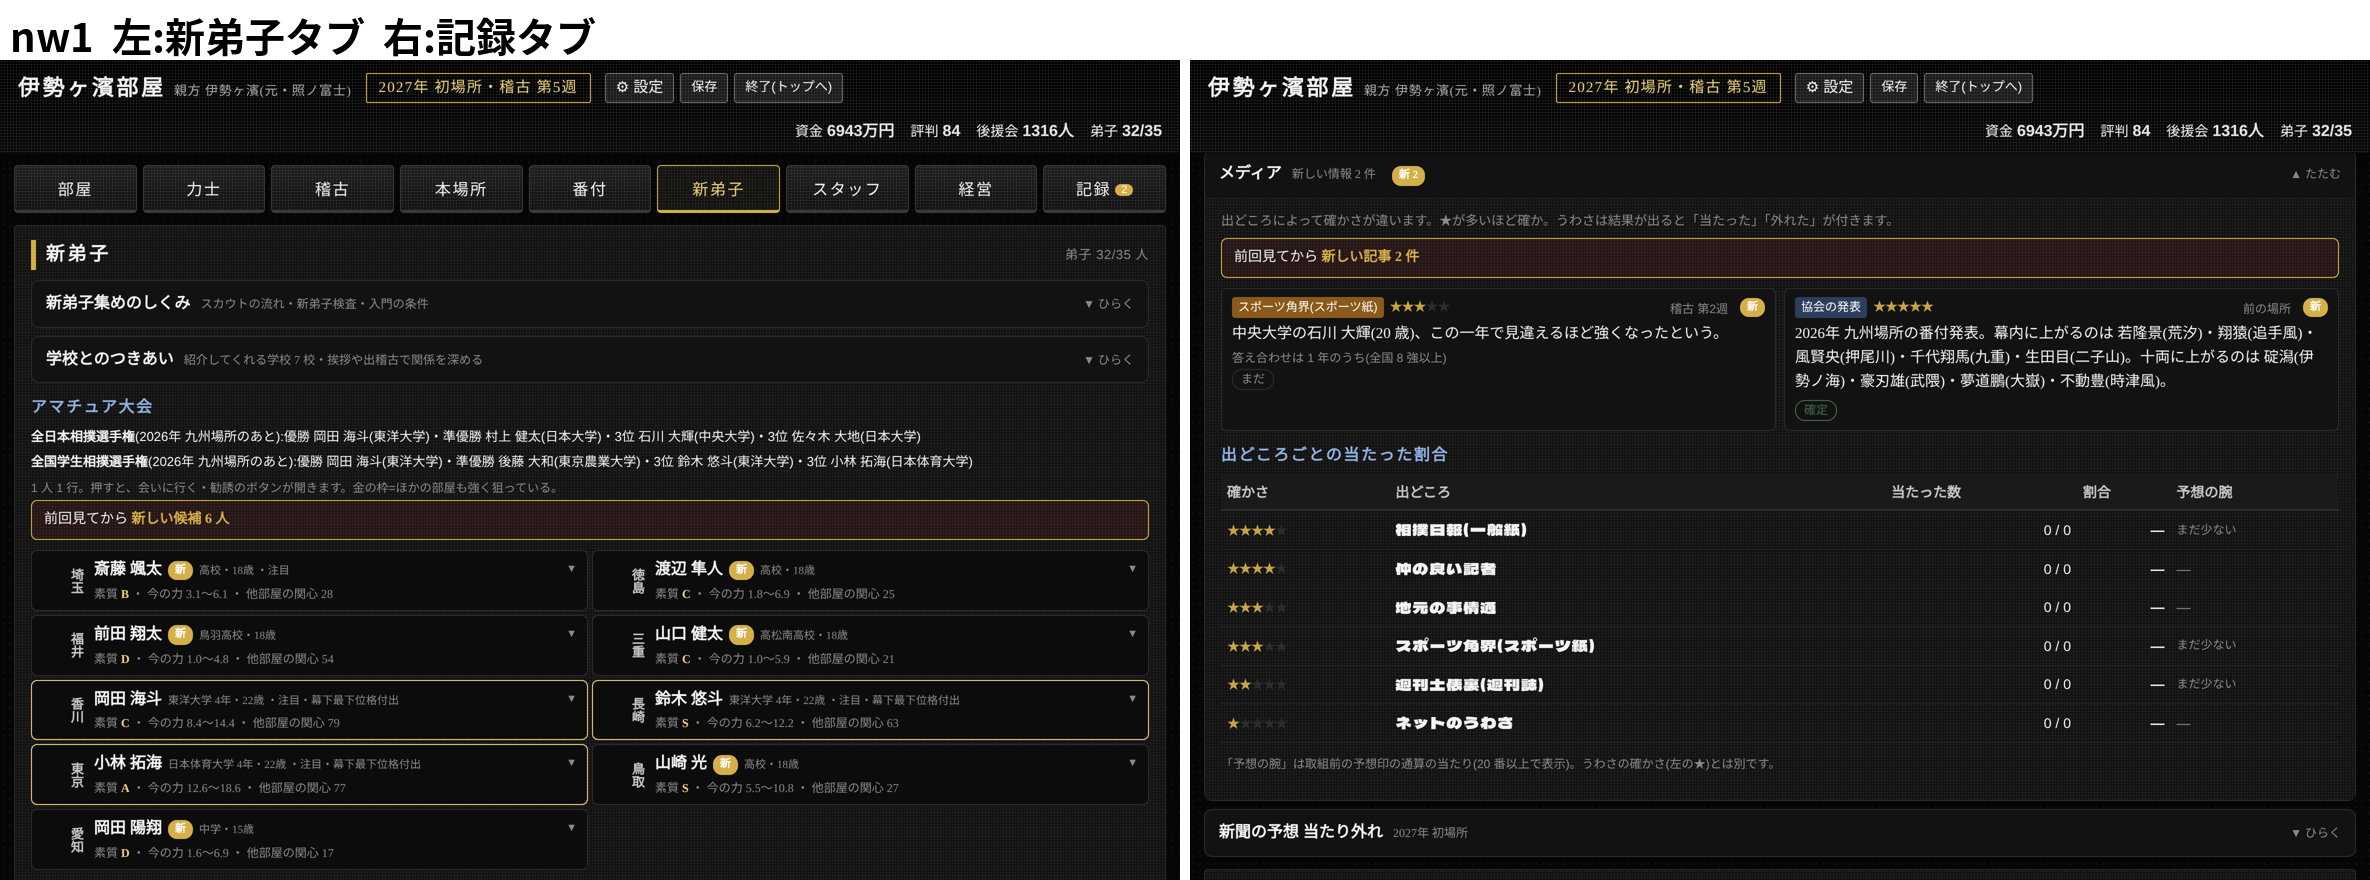 nw1 左:新弟子タブ 右:記録タブ
伊勢ヶ濱部屋 親方 伊勢ヶ濱(元・照ノ富士) 2027年 初場所・稽古 第5週 ⚙ 設定 保存 終了(トップへ)
資金 6943万円 評判 84 後援会 1316人 弟子 32/35
部屋 力士 稽古 本場所 番付 新弟子 スタッフ 経営 記録 2
新弟子 弟子 32/35 人
新弟子集めのしくみ スカウトの流れ・新弟子検査・入門の条件 ▼ ひらく
学校とのつきあい 紹介してくれる学校 7 校・挨拶や出稽古で関係を深める ▼ ひらく
アマチュア大会
全日本相撲選手権(2026年 九州場所のあと):優勝 岡田 海斗(東洋大学)・準優勝 村上 健太(日本大学)・3位 石川 大輝(中央大学)・3位 佐々木 大地(日本大学)
全国学生相撲選手権(2026年 九州場所のあと):優勝 岡田 海斗(東洋大学)・準優勝 後藤 大和(東京農業大学)・3位 鈴木 悠斗(東洋大学)・3位 小林 拓海(日本体育大学)
1 人 1 行。押すと、会いに行く・勧誘のボタンが開きます。金の枠=ほかの部屋も強く狙っている。
前回見てから 新しい候補 6 人
埼玉 斎藤 颯太 新 高校・18歳 ・注目 ▼
素質 B ・ 今の力 3.1〜6.1 ・ 他部屋の関心 28
徳島 渡辺 隼人 新 高校・18歳 ▼
素質 C ・ 今の力 1.8〜6.9 ・ 他部屋の関心 25
福井 前田 翔太 新 鳥羽高校・18歳 ▼
素質 D ・ 今の力 1.0〜4.8 ・ 他部屋の関心 54
三重 山口 健太 新 高松南高校・18歳 ▼
素質 C ・ 今の力 1.0〜5.9 ・ 他部屋の関心 21
香川 岡田 海斗 東洋大学 4年・22歳 ・注目・幕下最下位格付出 ▼
素質 C ・ 今の力 8.4〜14.4 ・ 他部屋の関心 79
長崎 鈴木 悠斗 東洋大学 4年・22歳 ・注目・幕下最下位格付出 ▼
素質 S ・ 今の力 6.2〜12.2 ・ 他部屋の関心 63
東京 小林 拓海 日本体育大学 4年・22歳 ・注目・幕下最下位格付出 ▼
素質 A ・ 今の力 12.6〜18.6 ・ 他部屋の関心 77
鳥取 山崎 光 新 高校・18歳 ▼
素質 S ・ 今の力 5.5〜10.8 ・ 他部屋の関心 27
愛知 岡田 陽翔 新 中学・15歳 ▼
素質 D ・ 今の力 1.6〜6.9 ・ 他部屋の関心 17
伊勢ヶ濱部屋 親方 伊勢ヶ濱(元・照ノ富士) 2027年 初場所・稽古 第5週 ⚙ 設定 保存 終了(トップへ)
資金 6943万円 評判 84 後援会 1316人 弟子 32/35
メディア 新しい情報 2 件 新 2 ▲ たたむ
出どころによって確かさが違います。★が多いほど確か。うわさは結果が出ると「当たった」「外れた」が付きます。
前回見てから 新しい記事 2 件
スポーツ角界(スポーツ紙) ★★★★★ 稽古 第2週 新
中央大学の石川 大輝(20 歳)、この一年で見違えるほど強くなったという。
答え合わせは 1 年のうち(全国 8 強以上)
まだ
協会の発表 ★★★★★ 前の場所 新
2026年 九州場所の番付発表。幕内に上がるのは 若隆景(荒汐)・翔猿(追手風)・
風賢央(押尾川)・千代翔馬(九重)・生田目(二子山)。十両に上がるのは 碇潟(伊
勢ノ海)・豪刃雄(武隈)・夢道鵬(大嶽)・不動豊(時津風)。
確定
出どころごとの当たった割合
確かさ 出どころ 当たった数 割合 予想の腕
★★★★★ 相撲日報(一般紙) 0 / 0 — まだ少ない
★★★★★ 仲の良い記者 0 / 0 — —
★★★★★ 地元の事情通 0 / 0 — —
★★★★★ スポーツ角界(スポーツ紙) 0 / 0 — まだ少ない
★★★★★ 週刊土俵裏(週刊誌) 0 / 0 — まだ少ない
★★★★★ ネットのうわさ 0 / 0 — —
「予想の腕」は取組前の予想印の通算の当たり(20 番以上で表示)。うわさの確かさ(左の★)とは別です。
新聞の予想 当たり外れ 2027年 初場所 ▼ ひらく